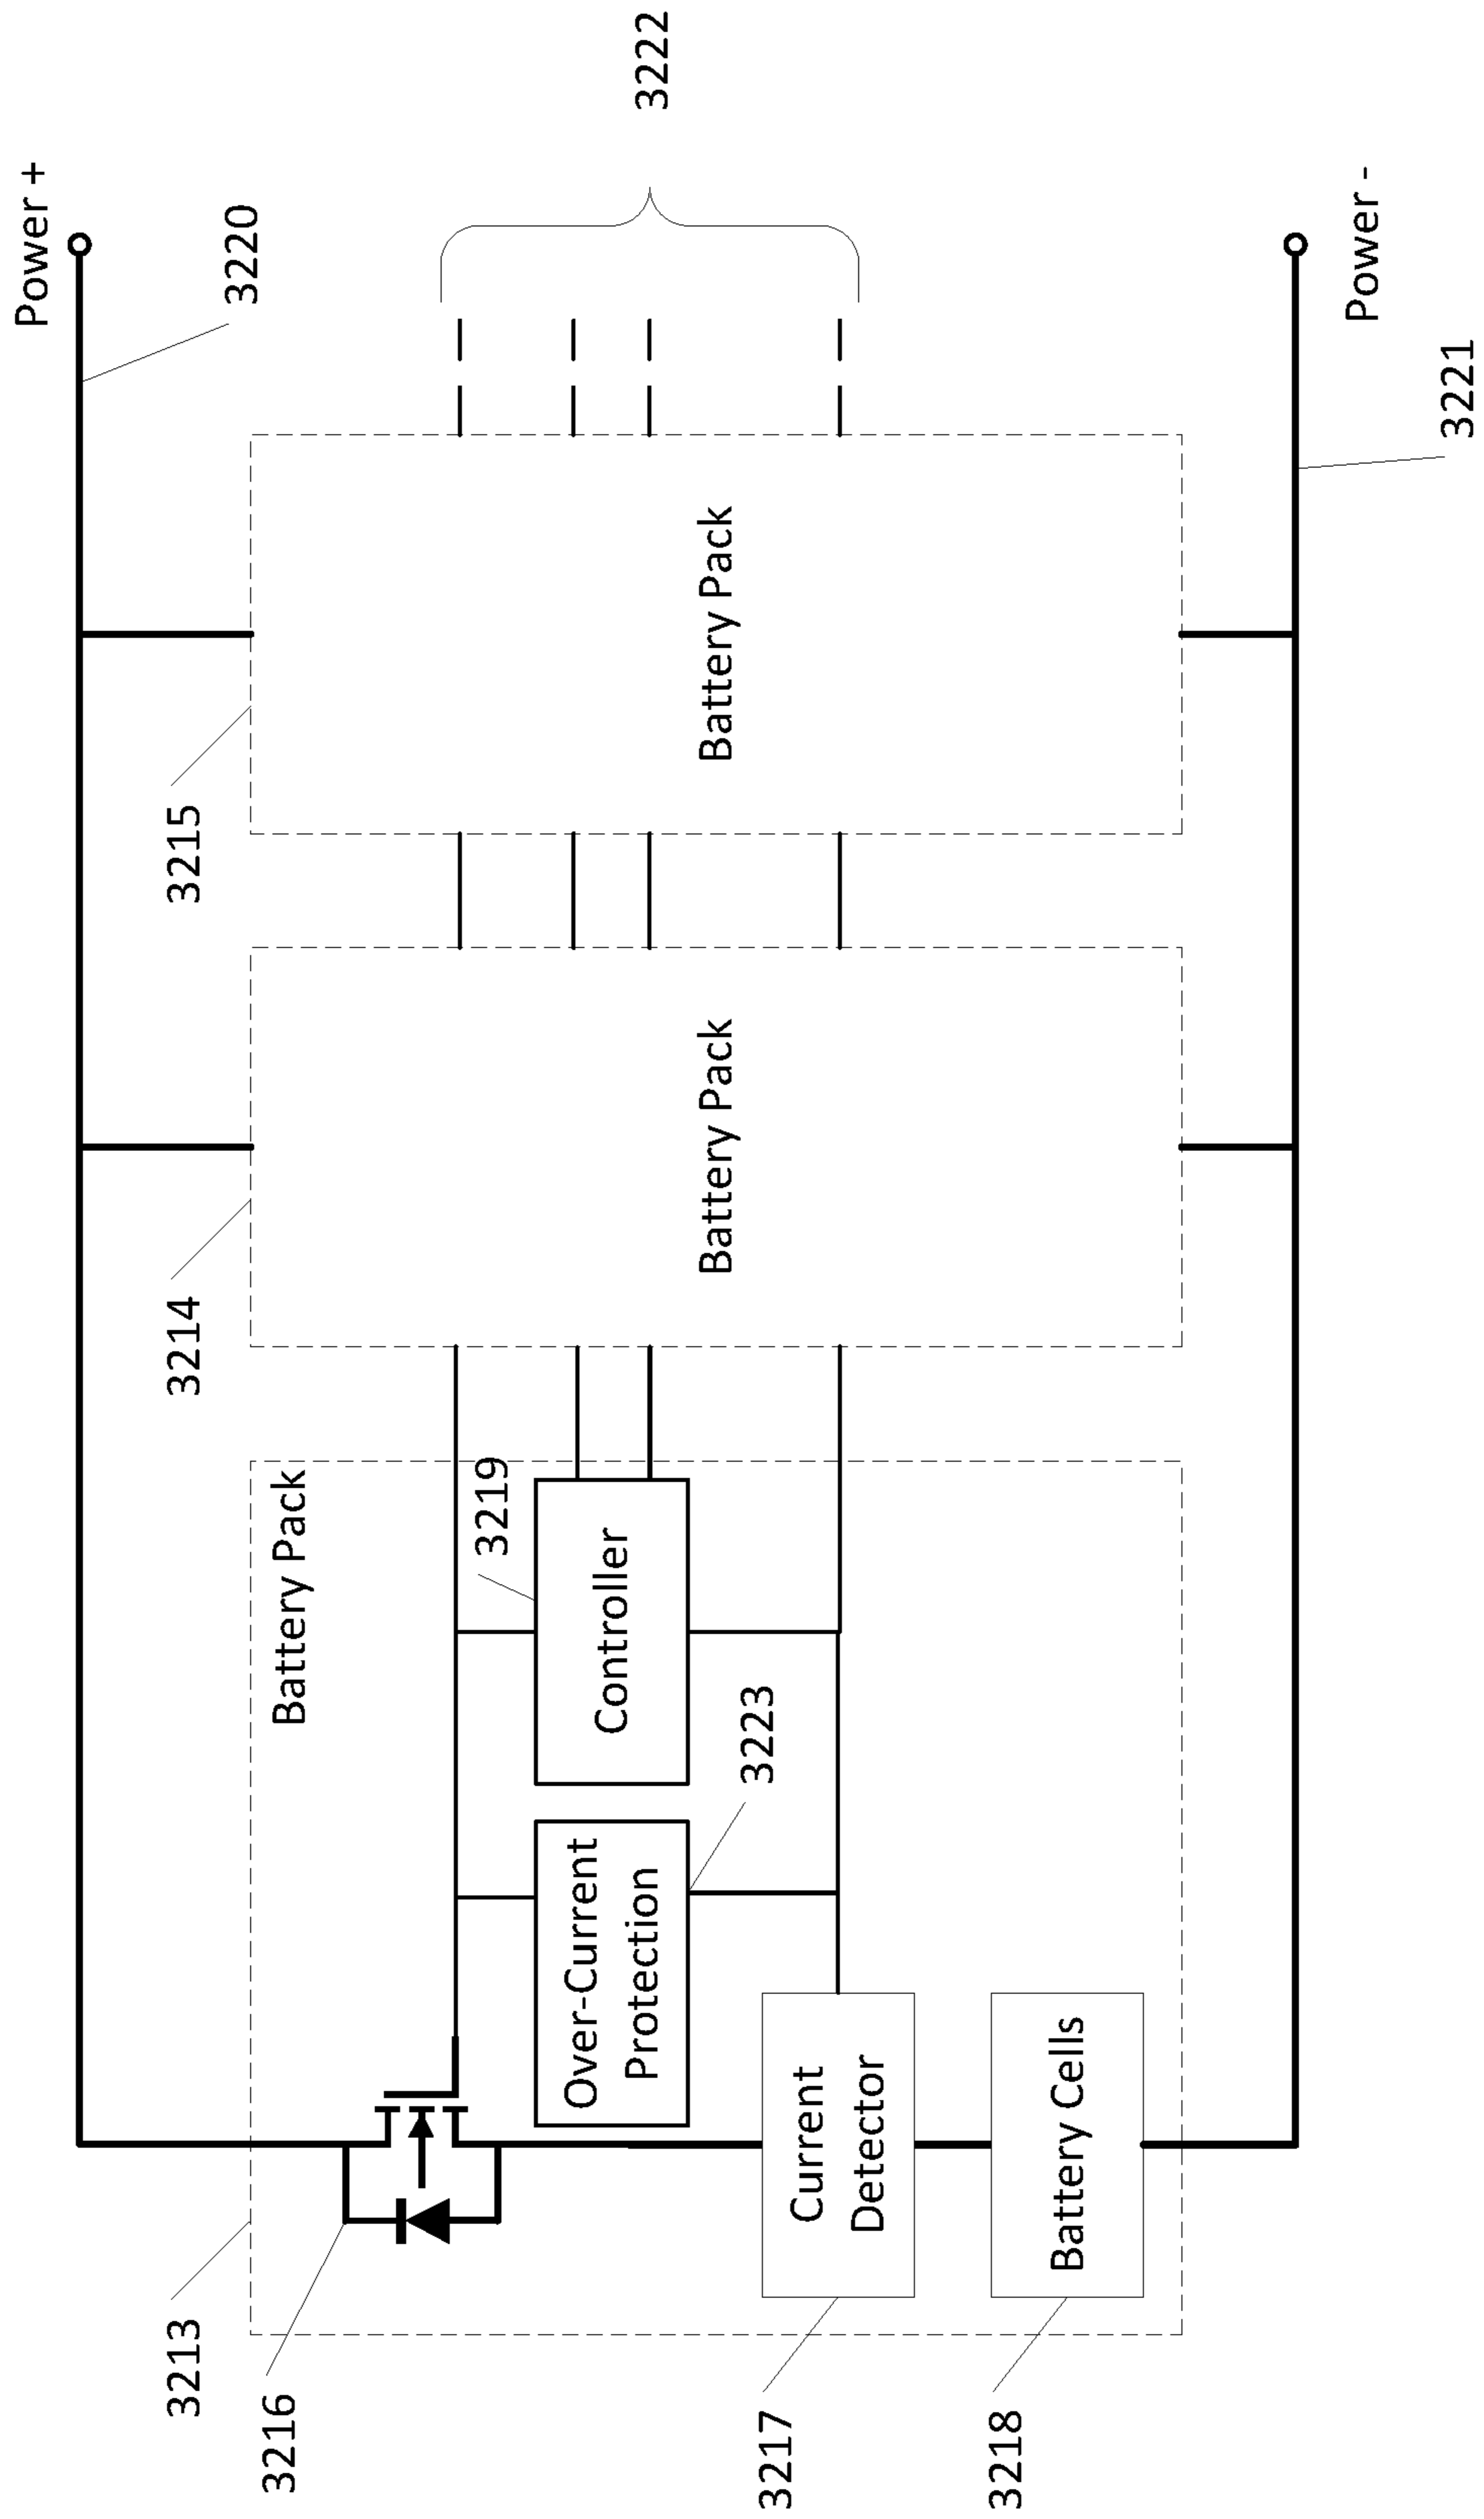 Power +
3220
3213
3214
3215
3216
Battery Pack
3219
Over-Current
Protection
Controller
3223
Battery Pack
Battery Pack
3222
Current
Detector
3217
Battery Cells
3218
Power -
3221